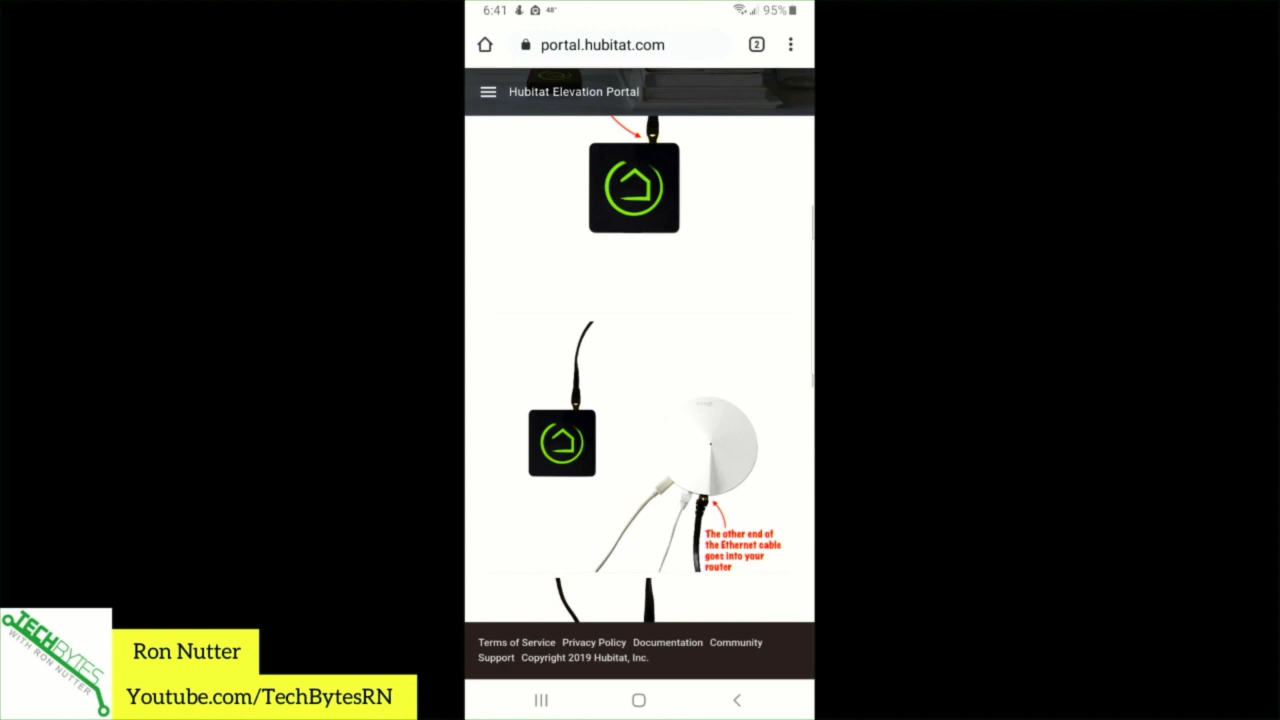 6:41
48°
95%
portal.hubitat.com
2
Hubitat Elevation Portal
The other end of
the Ethernet cable
goes into your
router
Terms of Service Privacy Policy Documentation Community
Support Copyright 2019 Hubitat, Inc.
TECHBYTES
WITH RON NUTTER
Ron Nutter
Youtube.com/TechBytesRN